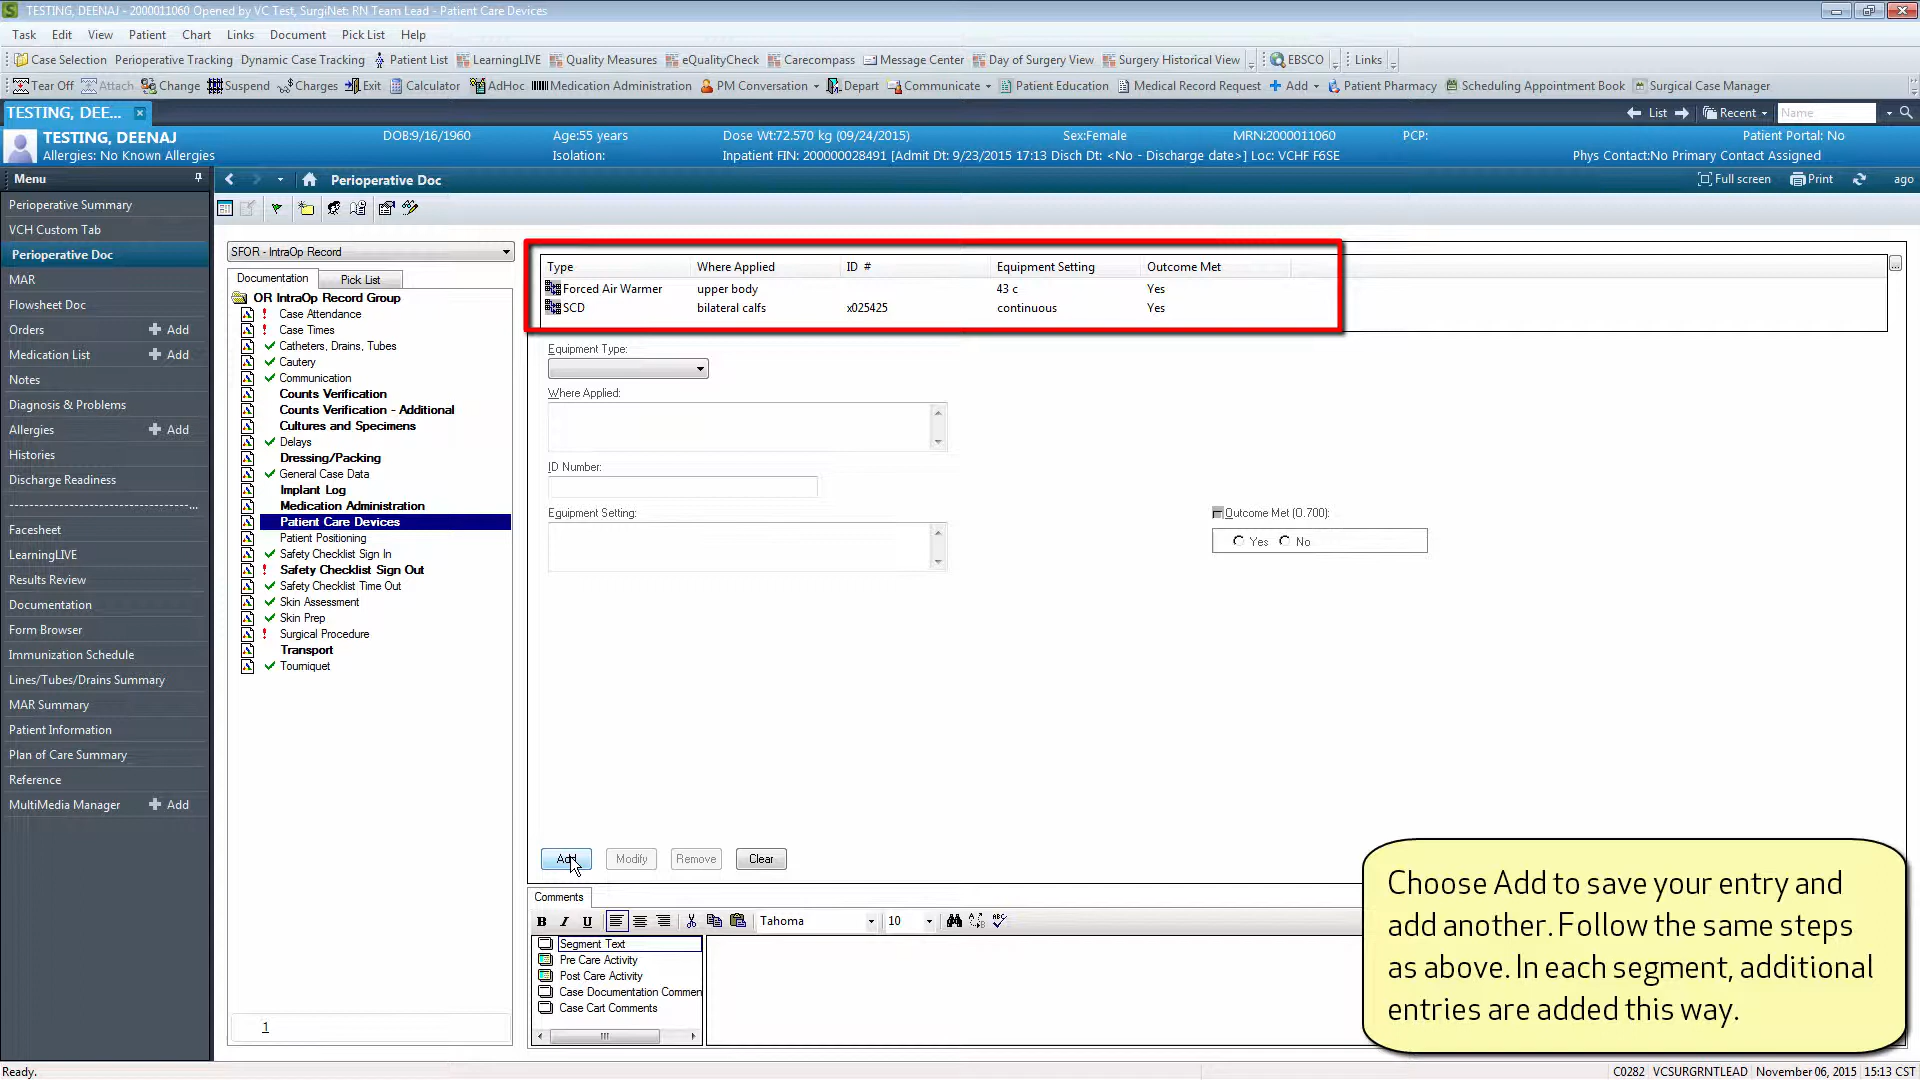 TESTING, DEENAJ - 2000011060 Opened by VC Test, SurgiNet: RN Team Lead - Patient Care Devices
Task Edit View Patient Chart Links Document Pick List Help
Case Selection Perioperative Tracking Dynamic Case Tracking Patient List LearningLIVE Quality Measures eQualityCheck Carecompass Message Center Day of Surgery View Surgery Historical View EBSCO Links
Tear Off Attach Change Suspend Charges Exit Calculator AdHoc Medication Administration PM Conversation Depart Communicate Patient Education Medical Record Request Add Patient Pharmacy Scheduling Appointment Book Surgical Case Manager
TESTING, DEE... List Recent Name
TESTING, DEENAJ DOB:9/16/1960 Age:55 years Dose Wt:72.570 kg (09/24/2015) Sex:Female MRN:2000011060 PCP: Patient Portal: No
Allergies: No Known Allergies Isolation: Inpatient FIN: 200000028491 [Admit Dt: 9/23/2015 17:13 Disch Dt: <No - Discharge date>] Loc: VCHF F6SE Phys Contact:No Primary Contact Assigned
Menu Perioperative Doc Full screen Print ago
Perioperative Summary
VCH Custom Tab
Perioperative Doc
MAR
Flowsheet Doc
Orders Add
Medication List Add
Notes
Diagnosis & Problems
Allergies Add
Histories
Discharge Readiness
Facesheet
LearningLIVE
Results Review
Documentation
Form Browser
Immunization Schedule
Lines/Tubes/Drains Summary
MAR Summary
Patient Information
Plan of Care Summary
Reference
MultiMedia Manager Add
SFOR - IntraOp Record
Documentation Pick List
OR IntraOp Record Group
Case Attendance
Case Times
Catheters, Drains, Tubes
Cautery
Communication
Counts Verification
Counts Verification - Additional
Cultures and Specimens
Delays
Dressing/Packing
General Case Data
Implant Log
Medication Administration
Patient Care Devices
Patient Positioning
Safety Checklist Sign In
Safety Checklist Sign Out
Safety Checklist Time Out
Skin Assessment
Skin Prep
Surgical Procedure
Transport
Tourniquet
1
Type Where Applied ID # Equipment Setting Outcome Met
Forced Air Warmer upper body 43 c Yes
SCD bilateral calfs x025425 continuous Yes
Equipment Type:
Where Applied:
ID Number:
Equipment Setting:
Outcome Met (0.700):
Yes No
Add Modify Remove Clear
Comments
B I U Tahoma 10
Segment Text
Pre Care Activity
Post Care Activity
Case Documentation Commen
Case Cart Comments
Choose Add to save your entry and
add another. Follow the same steps
as above. In each segment, additional
entries are added this way.
Ready. C0282 VCSURGRNTLEAD November 06, 2015 15:13 CST